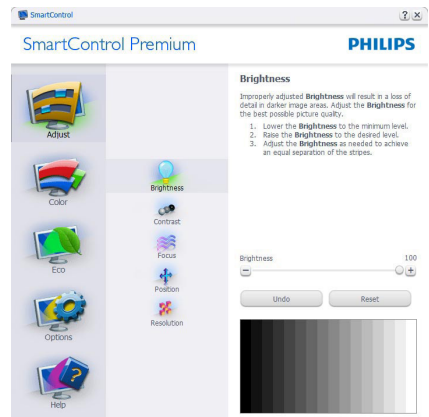 SmartControl
SmartControl Premium
PHILIPS
Adjust
Color
Eco
Options
Help
Brightness
Contrast
Focus
Position
Resolution
Brightness
Improperly adjusted Brightness will result in a loss of
detail in darker image areas. Adjust the Brightness for
the best possible picture quality.
1. Lower the Brightness to the minimum level.
2. Raise the Brightness to the desired level.
3. Adjust the Brightness as needed to achieve
an equal separation of the stripes.
Brightness 100
Undo Reset